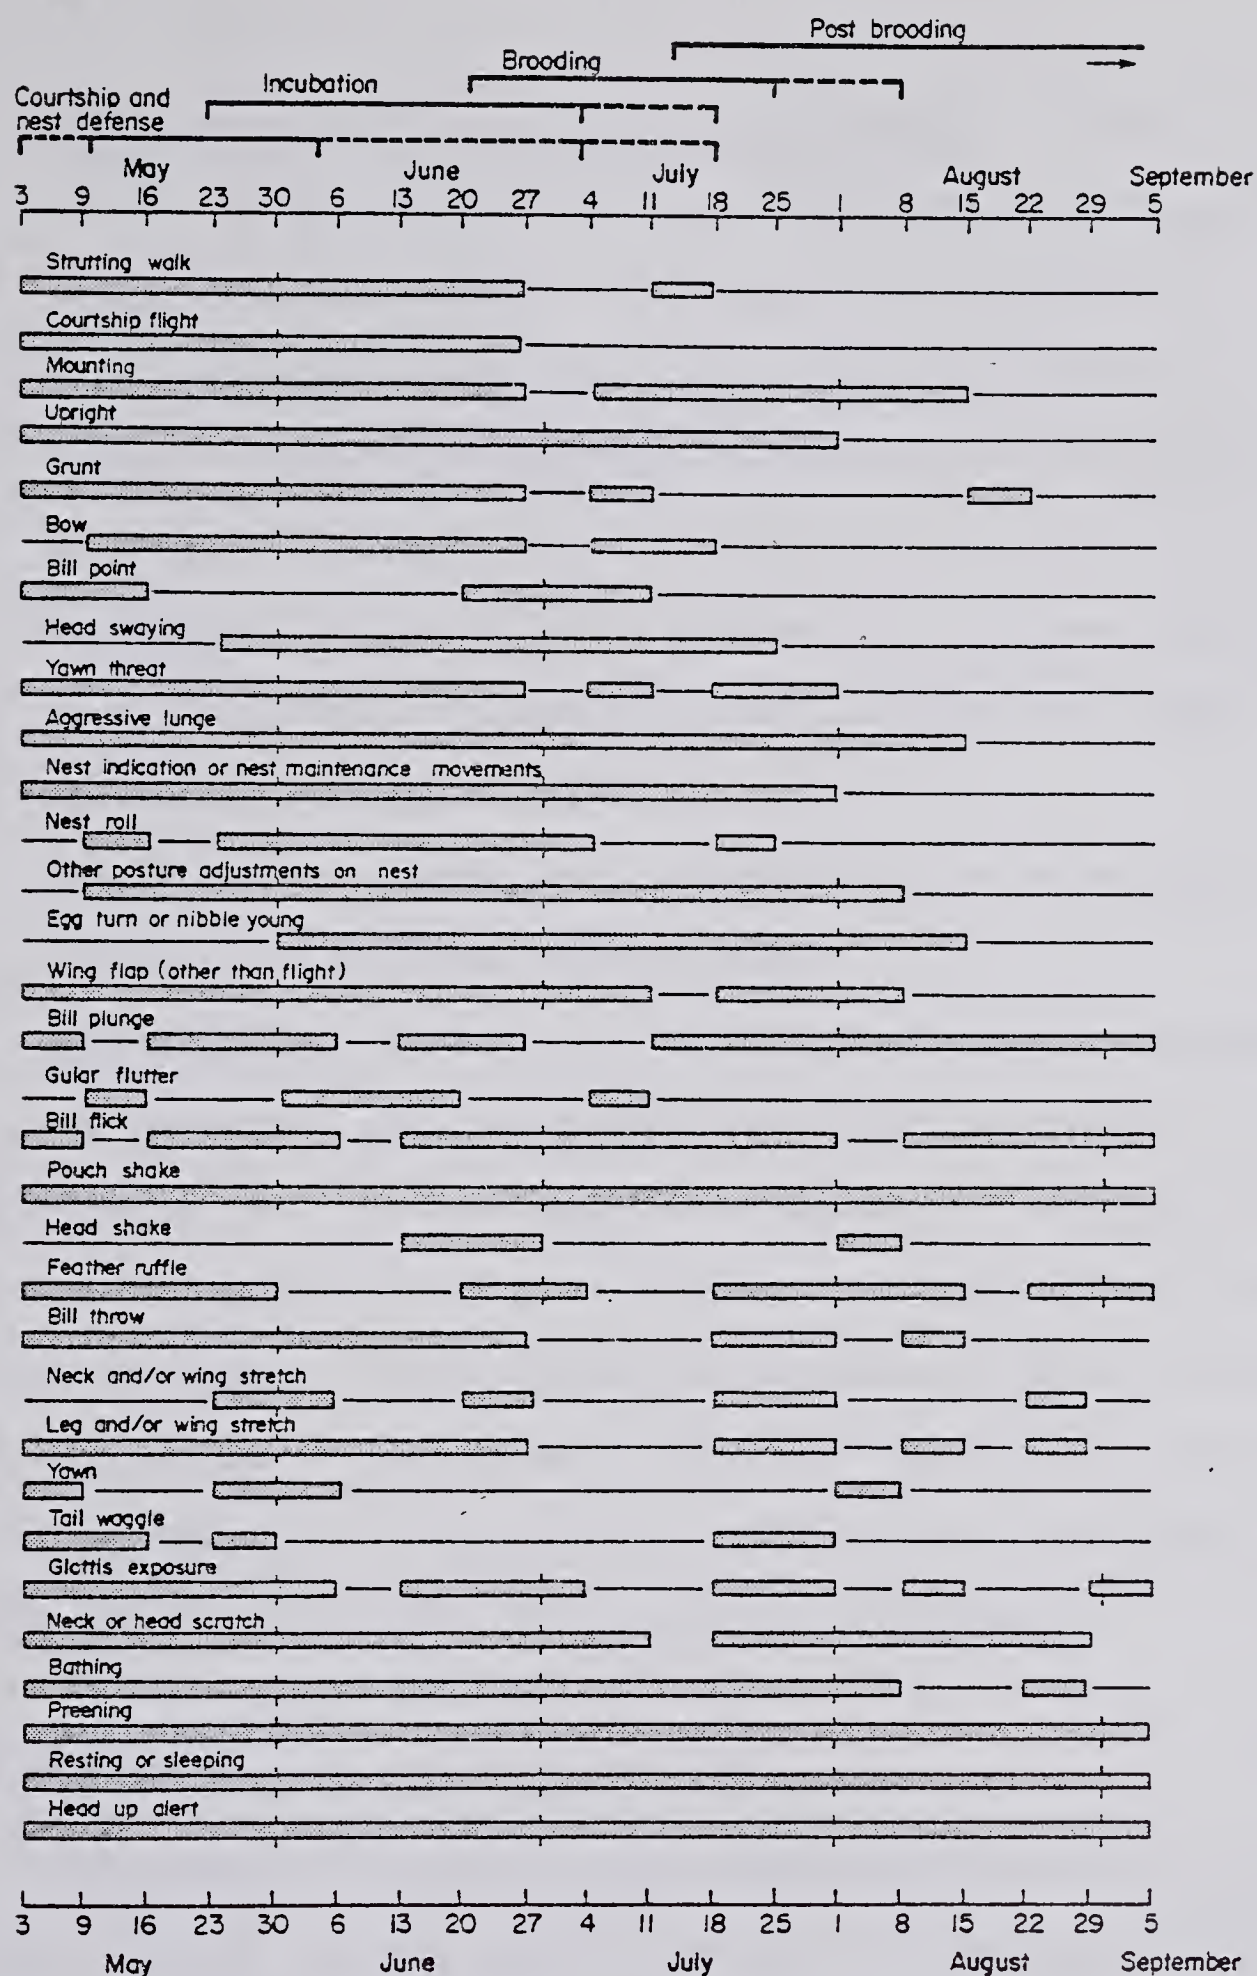 Post brooding
Brooding
Incubation
Courtship and
nest defense
May June July August September
3 9 16 23 30 6 13 20 27 4 11 18 25 1 8 15 22 29 5
Strutting walk
Courtship flight
Mounting
Upright
Grunt
Bow
Bill point
Head swaying
Yawn threat
Aggressive lunge
Nest indication or nest maintenance movements
Nest roll
Other posture adjustments on nest
Egg turn or nibble young
Wing flap (other than flight)
Bill plunge
Gular flutter
Bill flick
Pouch shake
Head shake
Feather ruffle
Bill throw
Neck and/or wing stretch
Leg and/or wing stretch
Yawn
Tail waggle
Glottis exposure
Neck or head scratch
Bathing
Preening
Resting or sleeping
Head up alert
3 9 16 23 30 6 13 20 27 4 11 18 25 1 8 15 22 29 5
May June July August September